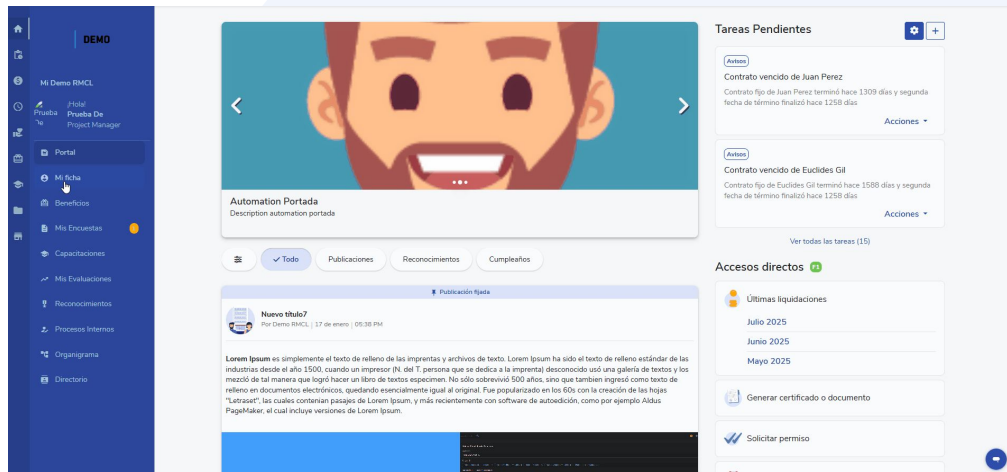 DEMO
Mi Demo RMCL
Prueba De
¡Hola!
Prueba De
Project Manager
Portal
Mi ficha
Beneficios
Mis Encuestas
Capacitaciones
Mis Evaluaciones
Reconocimientos
Procesos Internos
Organigrama
Directorio
Automation Portada
Description automation portada
Todo
Publicaciones
Reconocimientos
Cumpleaños
Publicación fijada
Nuevo título7
Por Demo RMCL | 17 de enero | 05:38 PM
Lorem Ipsum es simplemente el texto de relleno de las imprentas y archivos de texto. Lorem Ipsum ha sido el texto de relleno estándar de las
industrias desde el año 1500, cuando un impresor (N. del T. persona que se dedica a la imprenta) desconocido usó una galería de textos y los
mezcló de tal manera que logró hacer un libro de textos especimen. No sólo sobrevivió 500 años, sino que tambien ingresó como texto de
relleno en documentos electrónicos, quedando esencialmente igual al original. Fue popularizado en los 60s con la creación de las hojas
"Letraset", las cuales contenian pasajes de Lorem Ipsum, y más recientemente con software de autoedición, como por ejemplo Aldus
PageMaker, el cual incluye versiones de Lorem Ipsum.
Tareas Pendientes
Avisos
Contrato vencido de Juan Perez
Contrato fijo de Juan Perez terminó hace 1309 días y segunda
fecha de término finalizó hace 1258 días
Acciones
Avisos
Contrato vencido de Euclides Gil
Contrato fijo de Euclides Gil terminó hace 1588 días y segunda
fecha de término finalizó hace 1258 días
Acciones
Ver todas las tareas (15)
Accesos directos F1
Últimas liquidaciones
Julio 2025
Junio 2025
Mayo 2025
Generar certificado o documento
Solicitar permiso